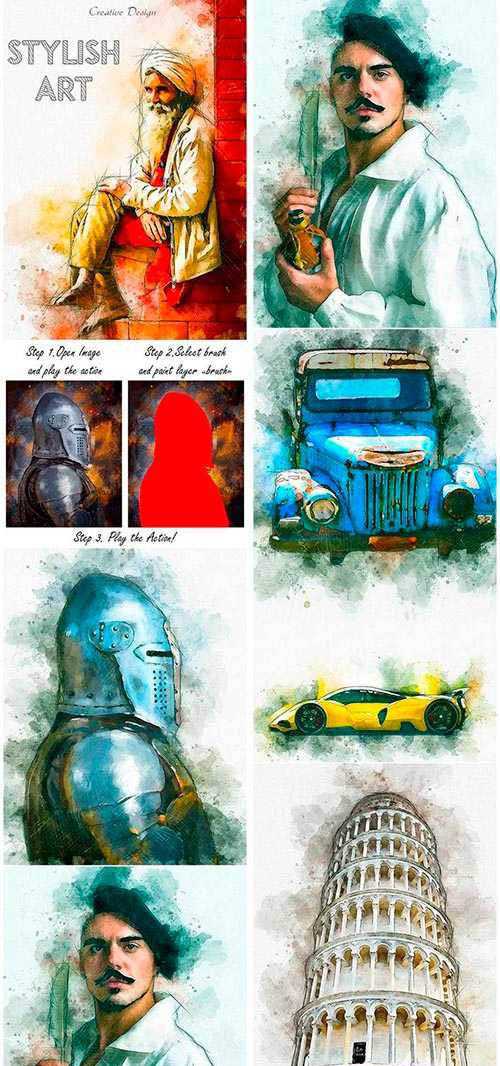 Creative Design
STYLISH
ART
Step 1.Open Image
and play the action
Step 2.Select brush
and paint layer «brush»
Step 3. Play the Action!